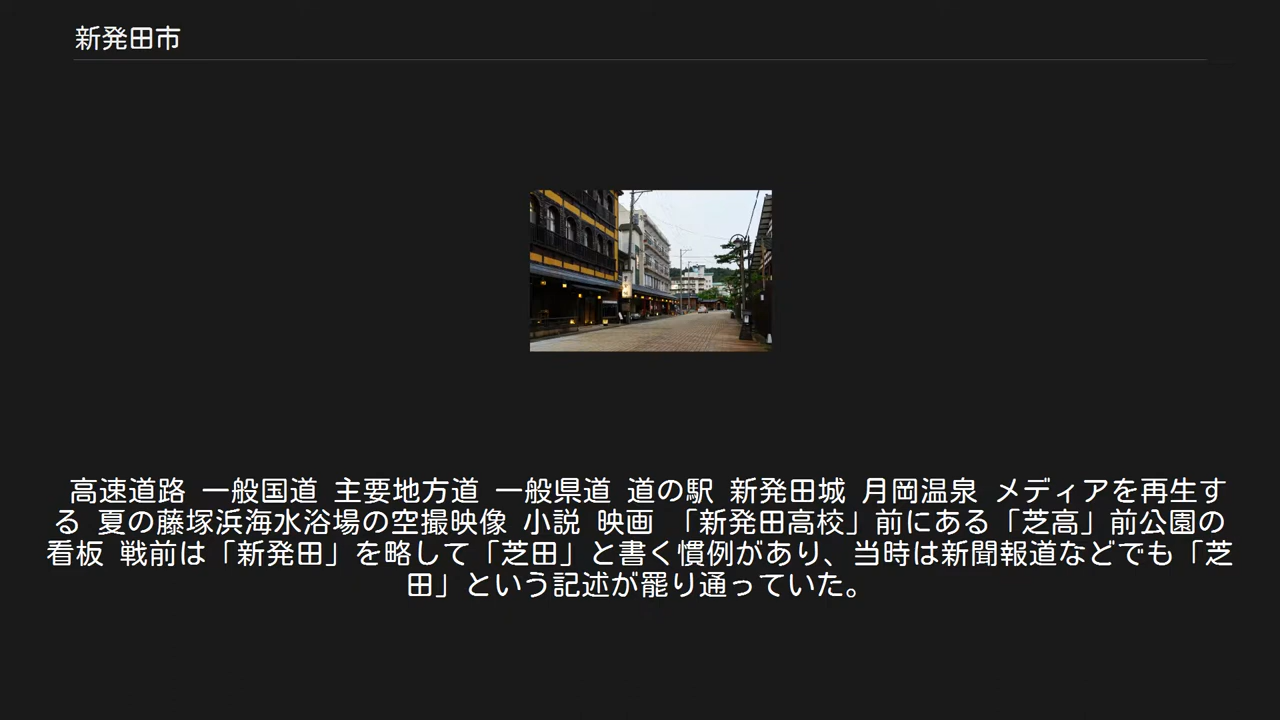 新発田市
高速道路 一般国道 主要地方道 一般県道 道の駅 新発田城 月岡温泉 メディアを再生す
る 夏の藤塚浜海水浴場の空撮映像 小説 映画 「新発田高校」前にある「芝高」前公園の
看板 戦前は「新発田」を略して「芝田」と書く慣例があり、当時は新聞報道などでも「芝
田」という記述が罷り通っていた。